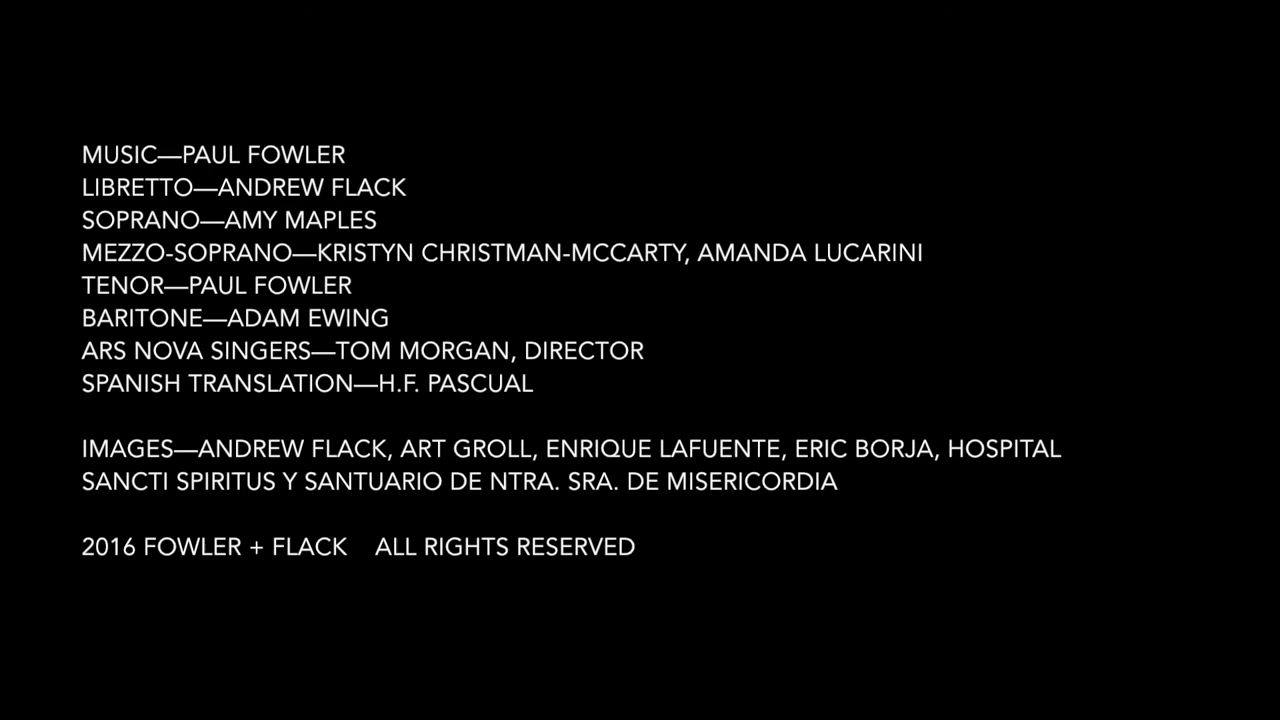 MUSIC—PAUL FOWLER
LIBRETTO—ANDREW FLACK
SOPRANO—AMY MAPLES
MEZZO-SOPRANO—KRISTYN CHRISTMAN-MCCARTY, AMANDA LUCARINI
TENOR—PAUL FOWLER
BARITONE—ADAM EWING
ARS NOVA SINGERS—TOM MORGAN, DIRECTOR
SPANISH TRANSLATION—H.F. PASCUAL
IMAGES—ANDREW FLACK, ART GROLL, ENRIQUE LAFUENTE, ERIC BORJA, HOSPITAL
SANCTI SPIRITUS Y SANTUARIO DE NTRA. SRA. DE MISERICORDIA
2016 FOWLER + FLACK    ALL RIGHTS RESERVED